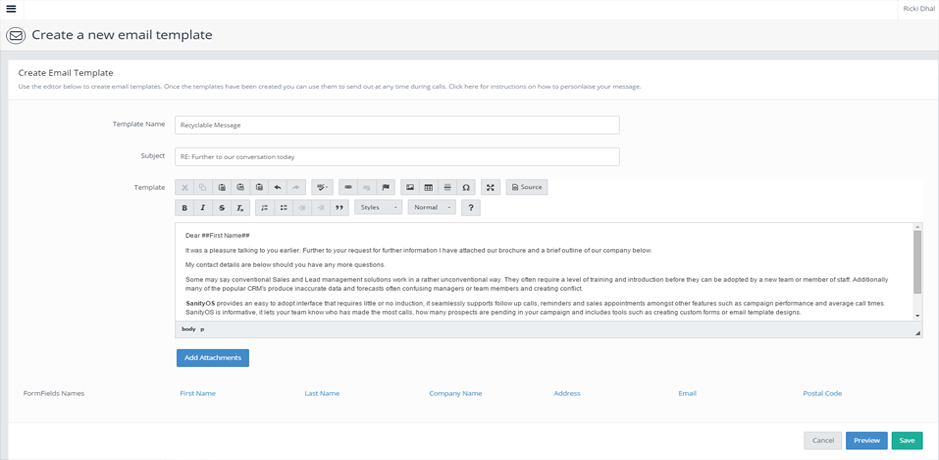 Ricki Dhal
Create a new email template
Create Email Template
Use the editor below to create email templates. Once the templates have been created you can use them to send out at any time during calls. Click here for instructions on how to personlaise your message.
Template Name
Recyclable Message
Subject
RE: Further to our conversation today
Template
Source
B I S Tx
Styles Normal ?
Dear ##First Name##
It was a pleasure talking to you earlier. Further to your request for further information I have attached our brochure and a brief outline of our company below.
My contact details are below should you have any more questions.
Some may say conventional Sales and Lead management solutions work in a rather unconventional way. They often require a level of training and introduction before they can be adopted by a new team or member of staff. Additionally
many of the popular CRM's produce inaccurate data and forecasts often confusing managers or team members and creating conflict.
SanityOS provides an easy to adopt interface that requires little or no induction, it seamlessly supports follow up calls, reminders and sales appointments amongst other features such as campaign performance and average call times.
SanityOS is informative, it lets your team know who has made the most calls, how many prospects are pending in your campaign and includes tools such as creating custom forms or email template designs.
body p
Add Attachments
FormFields Names First Name Last Name Company Name Address Email Postal Code
Cancel Preview Save